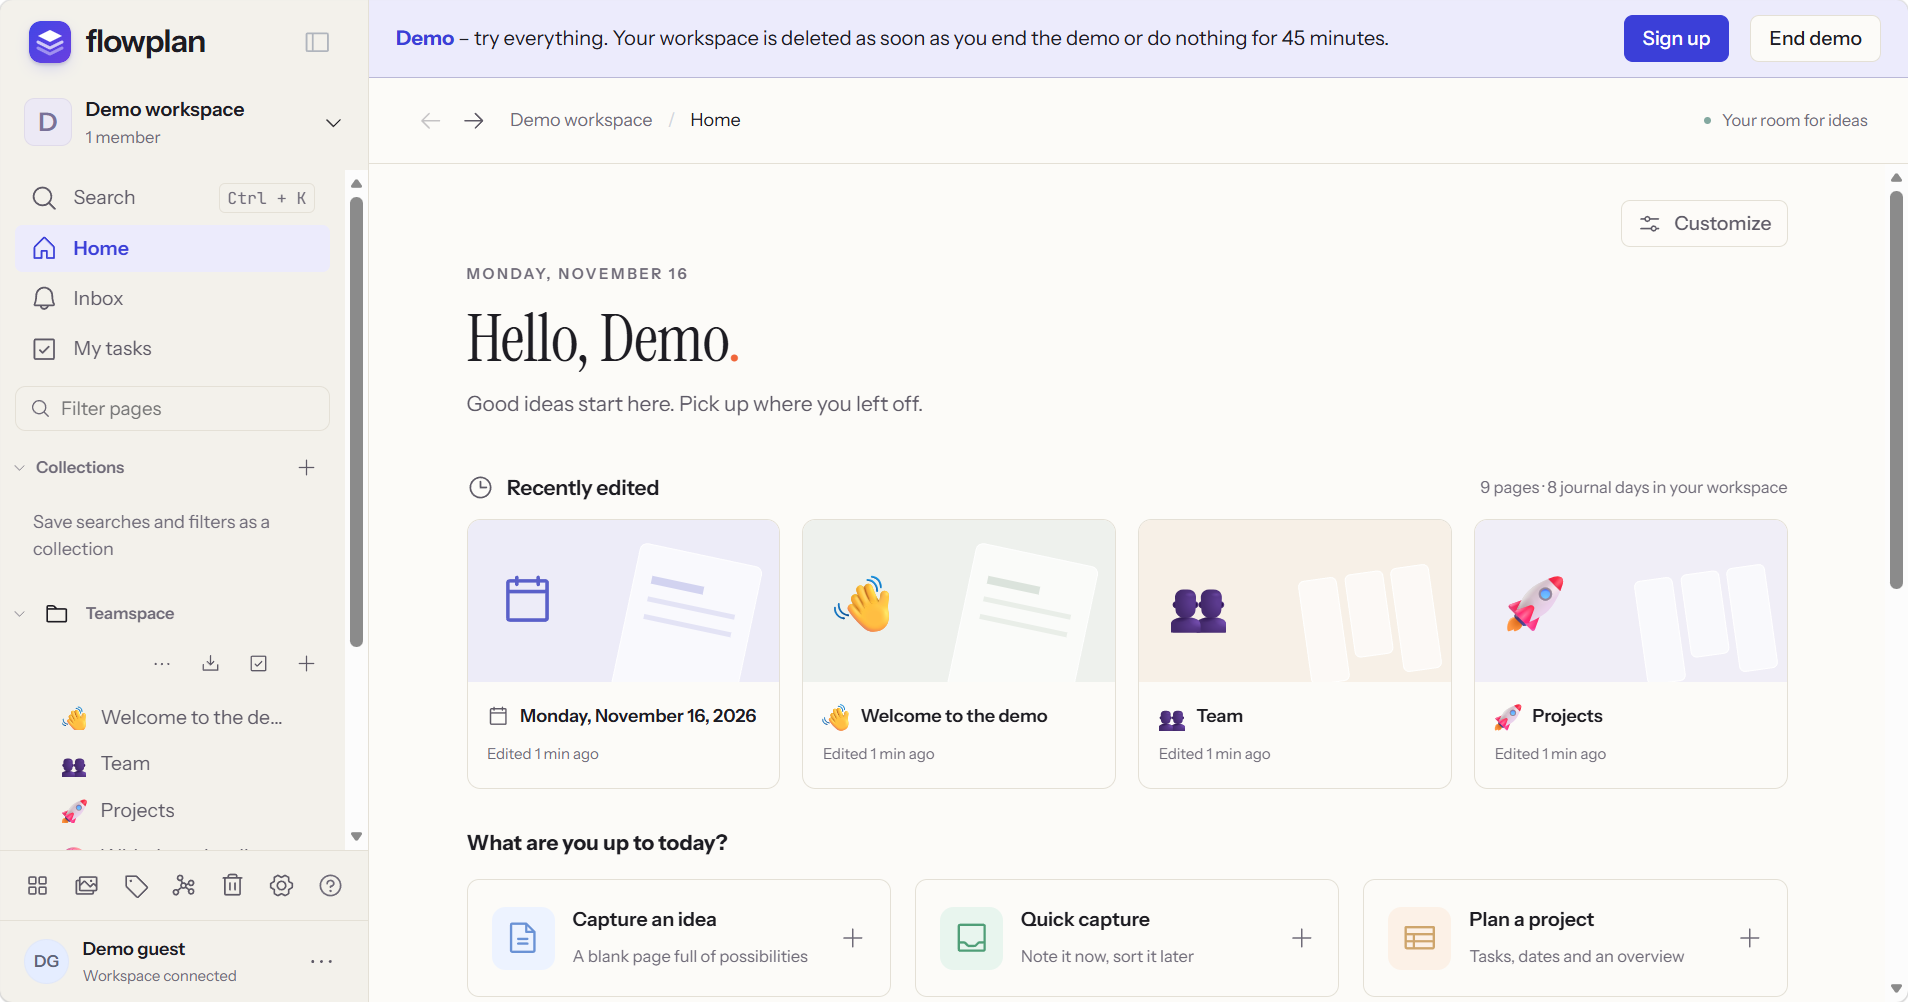 flowplan
D
Demo workspace
1 member
Search
Ctrl + K
Home
Inbox
My tasks
Filter pages
Collections
Save searches and filters as a
collection
Teamspace
Welcome to the de...
Team
Projects
DG
Demo guest
Workspace connected
Demo – try everything. Your workspace is deleted as soon as you end the demo or do nothing for 45 minutes.
Sign up
End demo
Demo workspace / Home
Your room for ideas
Customize
MONDAY, NOVEMBER 16
Hello, Demo.
Good ideas start here. Pick up where you left off.
Recently edited
9 pages · 8 journal days in your workspace
Monday, November 16, 2026
Edited 1 min ago
Welcome to the demo
Edited 1 min ago
Team
Edited 1 min ago
Projects
Edited 1 min ago
What are you up to today?
Capture an idea
A blank page full of possibilities
Quick capture
Note it now, sort it later
Plan a project
Tasks, dates and an overview